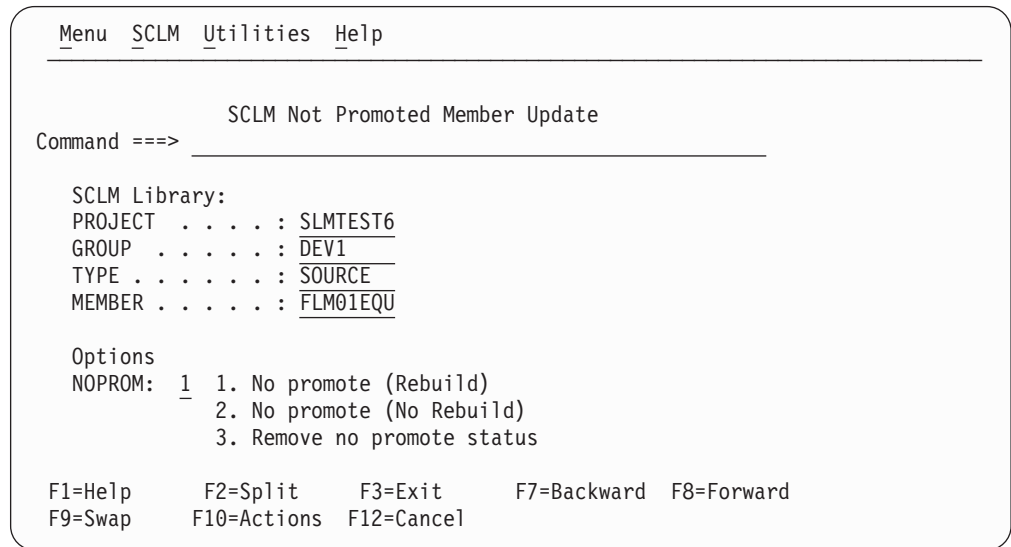 Menu SCLM Utilities Help
SCLM Not Promoted Member Update
Command ===>
SCLM Library:
PROJECT . . . . : SLMTEST6
GROUP . . . . . : DEV1
TYPE . . . . . . : SOURCE
MEMBER . . . . . : FLM01EQU
Options
NOPROM: 1 1. No promote (Rebuild)
2. No promote (No Rebuild)
3. Remove no promote status
F1=Help F2=Split F3=Exit F7=Backward F8=Forward
F9=Swap F10=Actions F12=Cancel